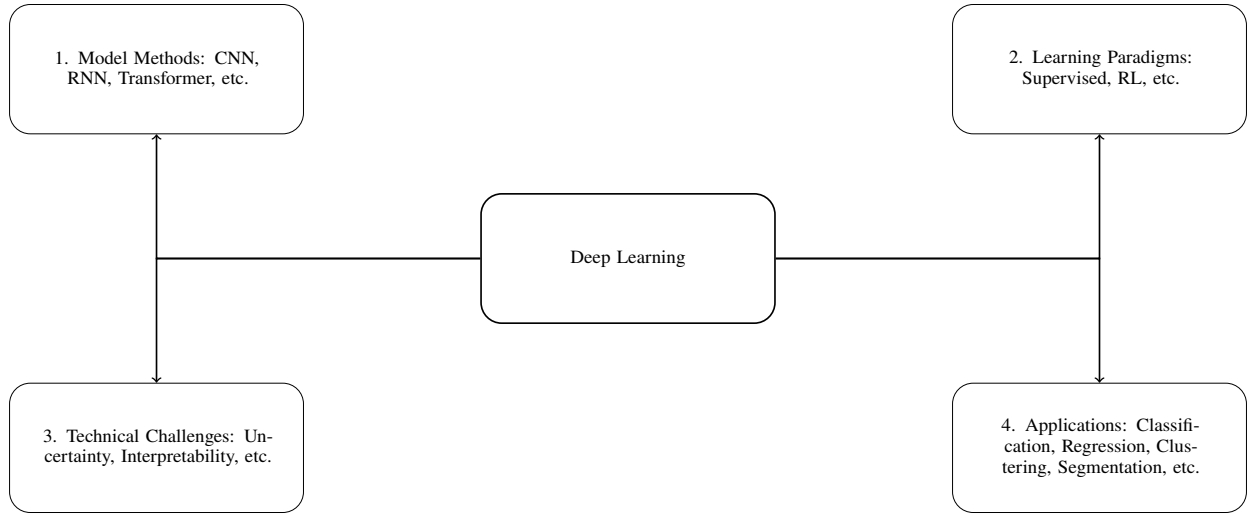 1. Model Methods: CNN,
RNN, Transformer, etc.
2. Learning Paradigms:
Supervised, RL, etc.
Deep Learning
3. Technical Challenges: Un-
certainty, Interpretability, etc.
4. Applications: Classifi-
cation, Regression, Clus-
tering, Segmentation, etc.